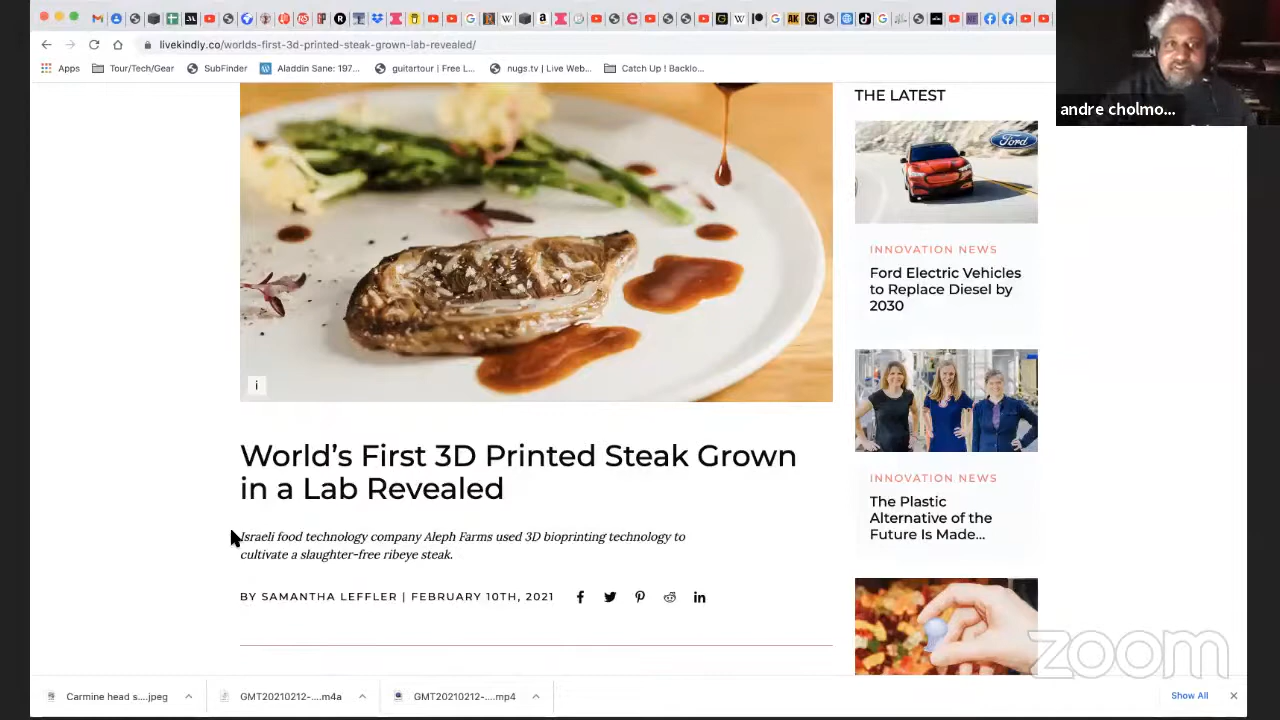 livekindly.co/worlds-first-3d-printed-steak-grown-lab-revealed/
Apps
Tour/Tech/Gear
SubFinder
Aladdin Sane: 197...
guitartour | Free L...
nugs.tv | Live Web...
Catch Up ! Backlo...
andre cholmo...
THE LATEST
Ford
INNOVATION NEWS
Ford Electric Vehicles
to Replace Diesel by
2030
i
World's First 3D Printed Steak Grown
in a Lab Revealed
INNOVATION NEWS
The Plastic
Alternative of the
Future Is Made...
Israeli food technology company Aleph Farms used 3D bioprinting technology to
cultivate a slaughter-free ribeye steak.
BY SAMANTHA LEFFLER | FEBRUARY 10TH, 2021
zoom
Carmine head s....jpeg
GMT20210212-....m4a
GMT20210212-....mp4
Show All